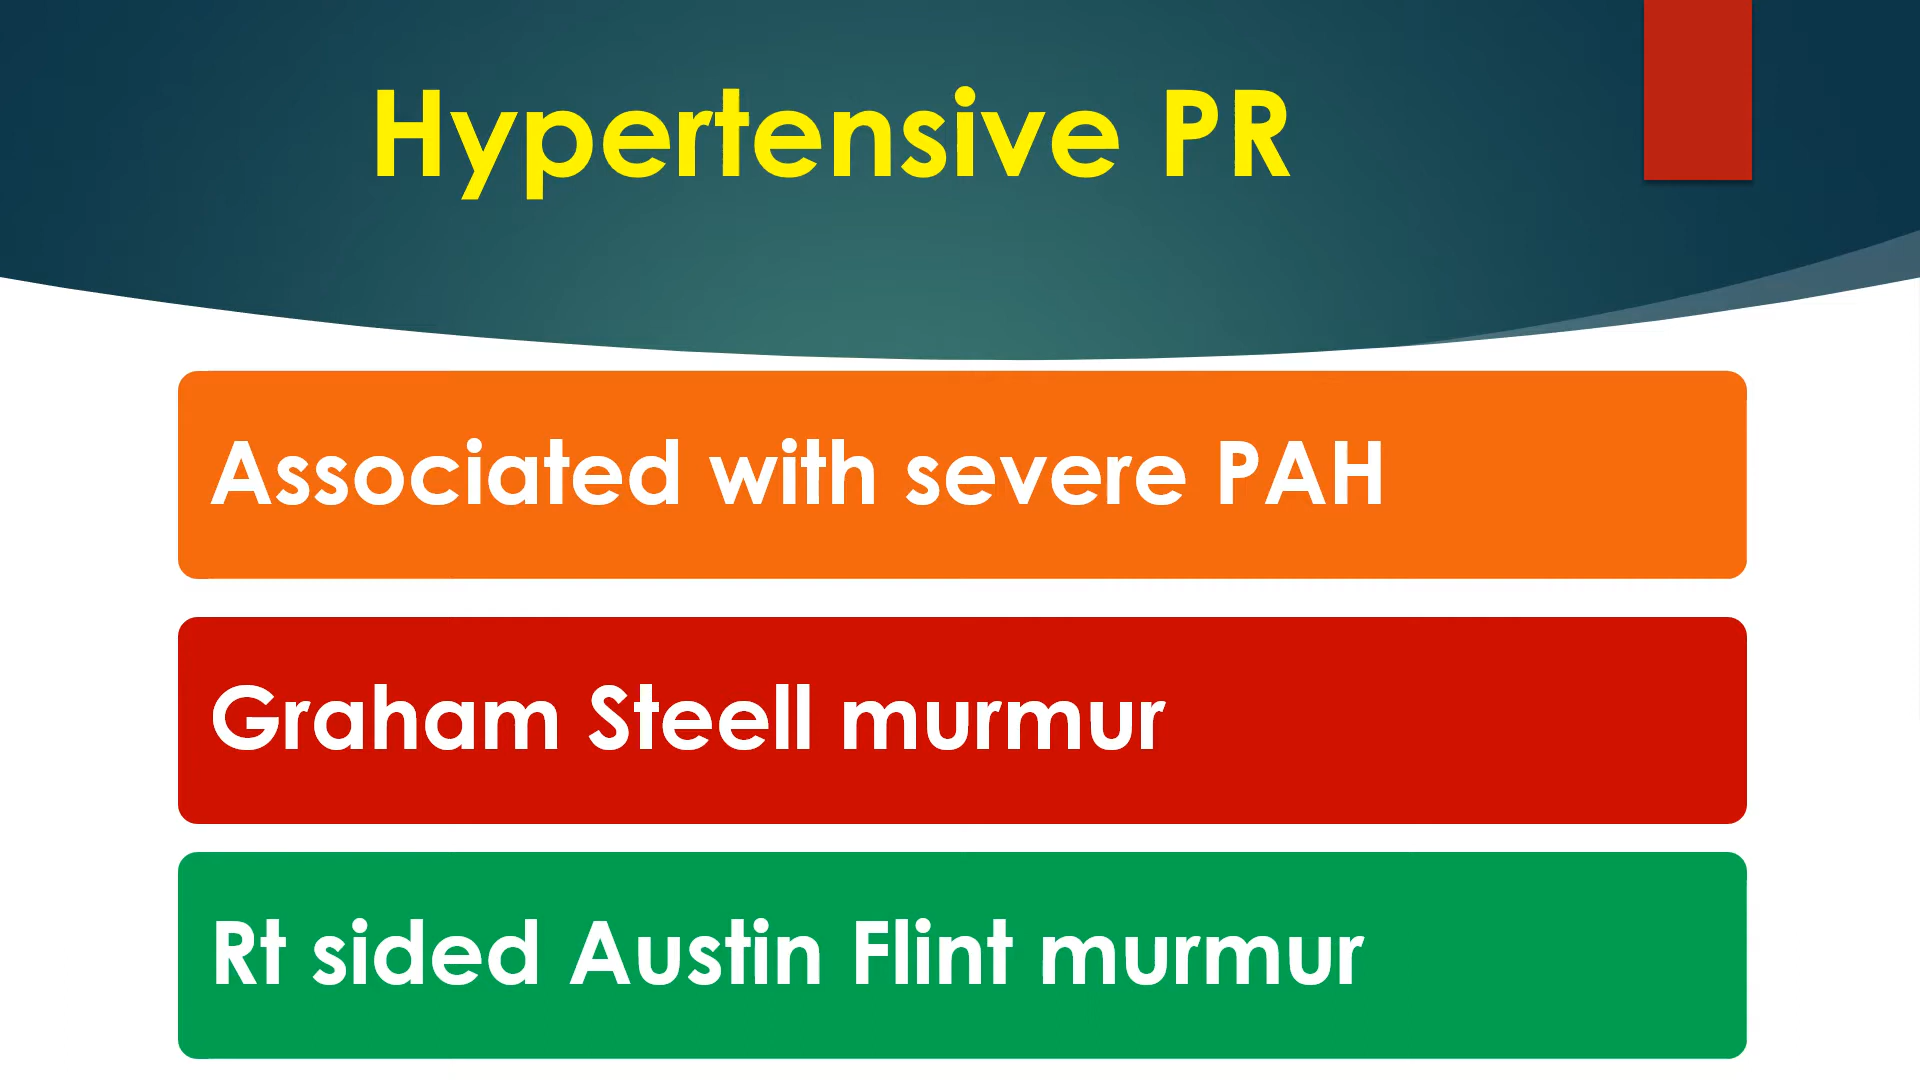 Hypertensive PR
Associated with severe PAH
Graham Steell murmur
Rt sided Austin Flint murmur